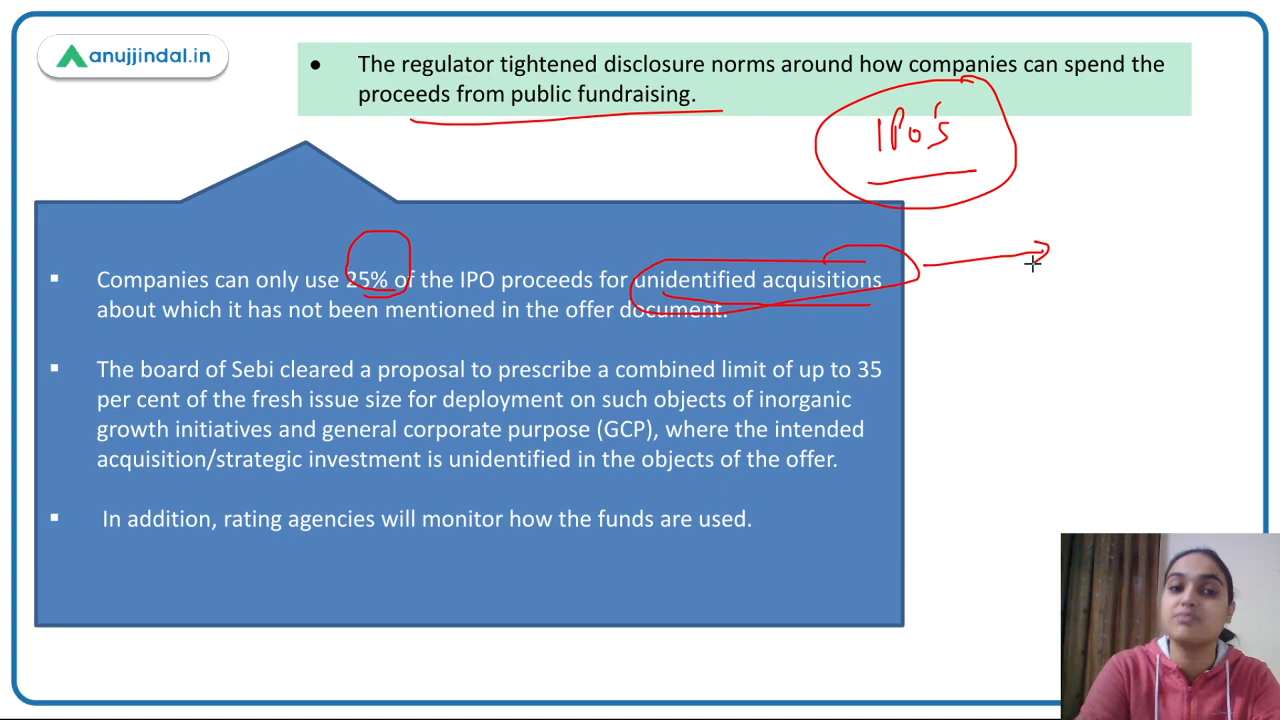 anujjindal.in
• The regulator tightened disclosure norms around how companies can spend the
proceeds from public fundraising.
IPO's
▪ Companies can only use 25% of the IPO proceeds for unidentified acquisitions
about which it has not been mentioned in the offer document.
▪ The board of Sebi cleared a proposal to prescribe a combined limit of up to 35
per cent of the fresh issue size for deployment on such objects of inorganic
growth initiatives and general corporate purpose (GCP), where the intended
acquisition/strategic investment is unidentified in the objects of the offer.
▪ In addition, rating agencies will monitor how the funds are used.